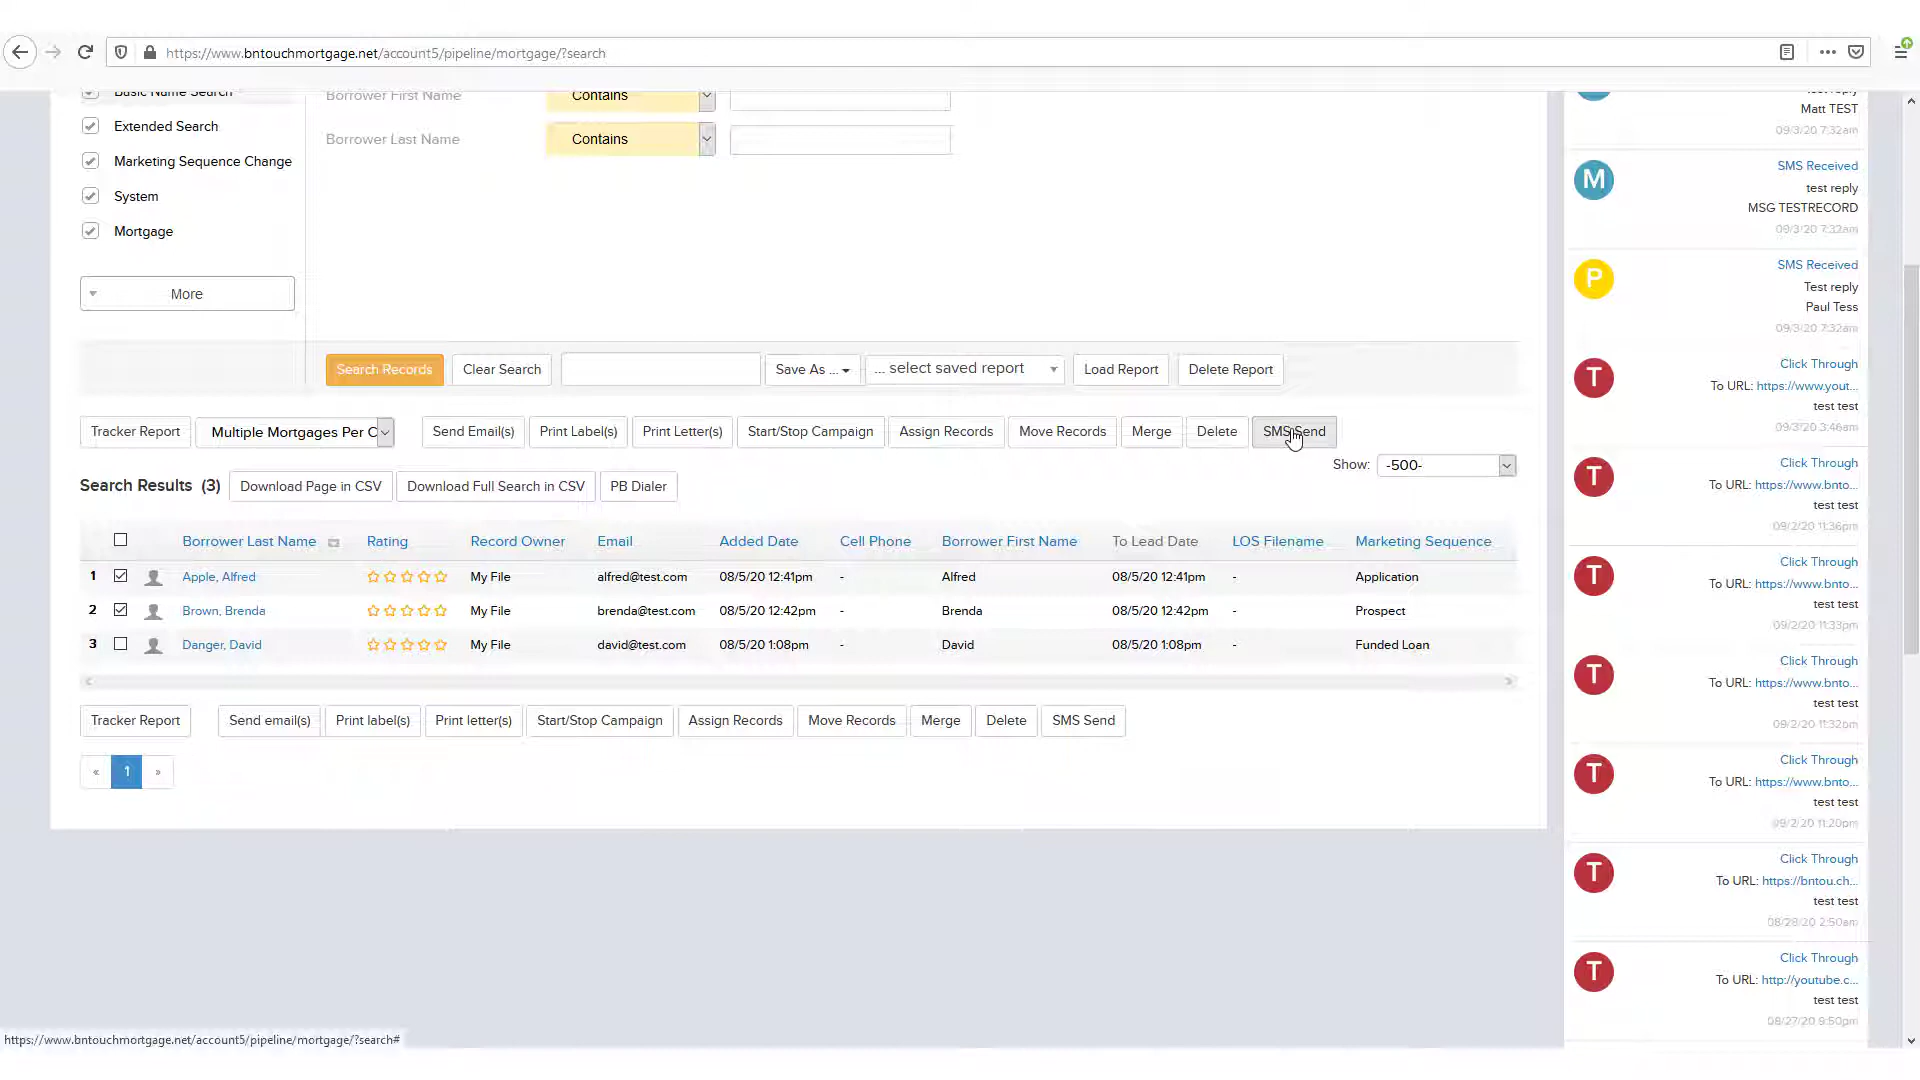 https://www.bntouchmortgage.net/account5/pipeline/mortgage/?search
Basic Name Search
Extended Search
Marketing Sequence Change
System
Mortgage
More
Borrower First Name Contains
Borrower Last Name Contains
Search Records Clear Search Save As ... ... select saved report Load Report Delete Report
Tracker Report Multiple Mortgages Per C Send Email(s) Print Label(s) Print Letter(s) Start/Stop Campaign Assign Records Move Records Merge Delete SMS Send
Show: -500-
Search Results (3) Download Page in CSV Download Full Search in CSV PB Dialer
Borrower Last Name Rating Record Owner Email Added Date Cell Phone Borrower First Name To Lead Date LOS Filename Marketing Sequence
1 Apple, Alfred My File alfred@test.com 08/5/20 12:41pm - Alfred 08/5/20 12:41pm - Application
2 Brown, Brenda My File brenda@test.com 08/5/20 12:42pm - Brenda 08/5/20 12:42pm - Prospect
3 Danger, David My File david@test.com 08/5/20 1:08pm - David 08/5/20 1:08pm - Funded Loan
Tracker Report Send email(s) Print label(s) Print letter(s) Start/Stop Campaign Assign Records Move Records Merge Delete SMS Send
« 1 »
test reply
Matt TEST
09/3/20 7:32am
M
SMS Received
test reply
MSG TESTRECORD
09/3/20 7:32am
P
SMS Received
Test reply
Paul Tess
09/3/20 7:32am
T
Click Through
To URL: https://www.yout...
test test
09/3/20 3:46am
T
Click Through
To URL: https://www.bnto...
test test
09/2/20 11:36pm
T
Click Through
To URL: https://www.bnto...
test test
09/2/20 11:33pm
T
Click Through
To URL: https://www.bnto...
test test
09/2/20 11:32pm
T
Click Through
To URL: https://www.bnto...
test test
09/2/20 11:20pm
T
Click Through
To URL: https://bntou.ch...
test test
08/28/20 2:50am
T
Click Through
To URL: http://youtube.c...
test test
08/27/20 9:50pm
https://www.bntouchmortgage.net/account5/pipeline/mortgage/?search#